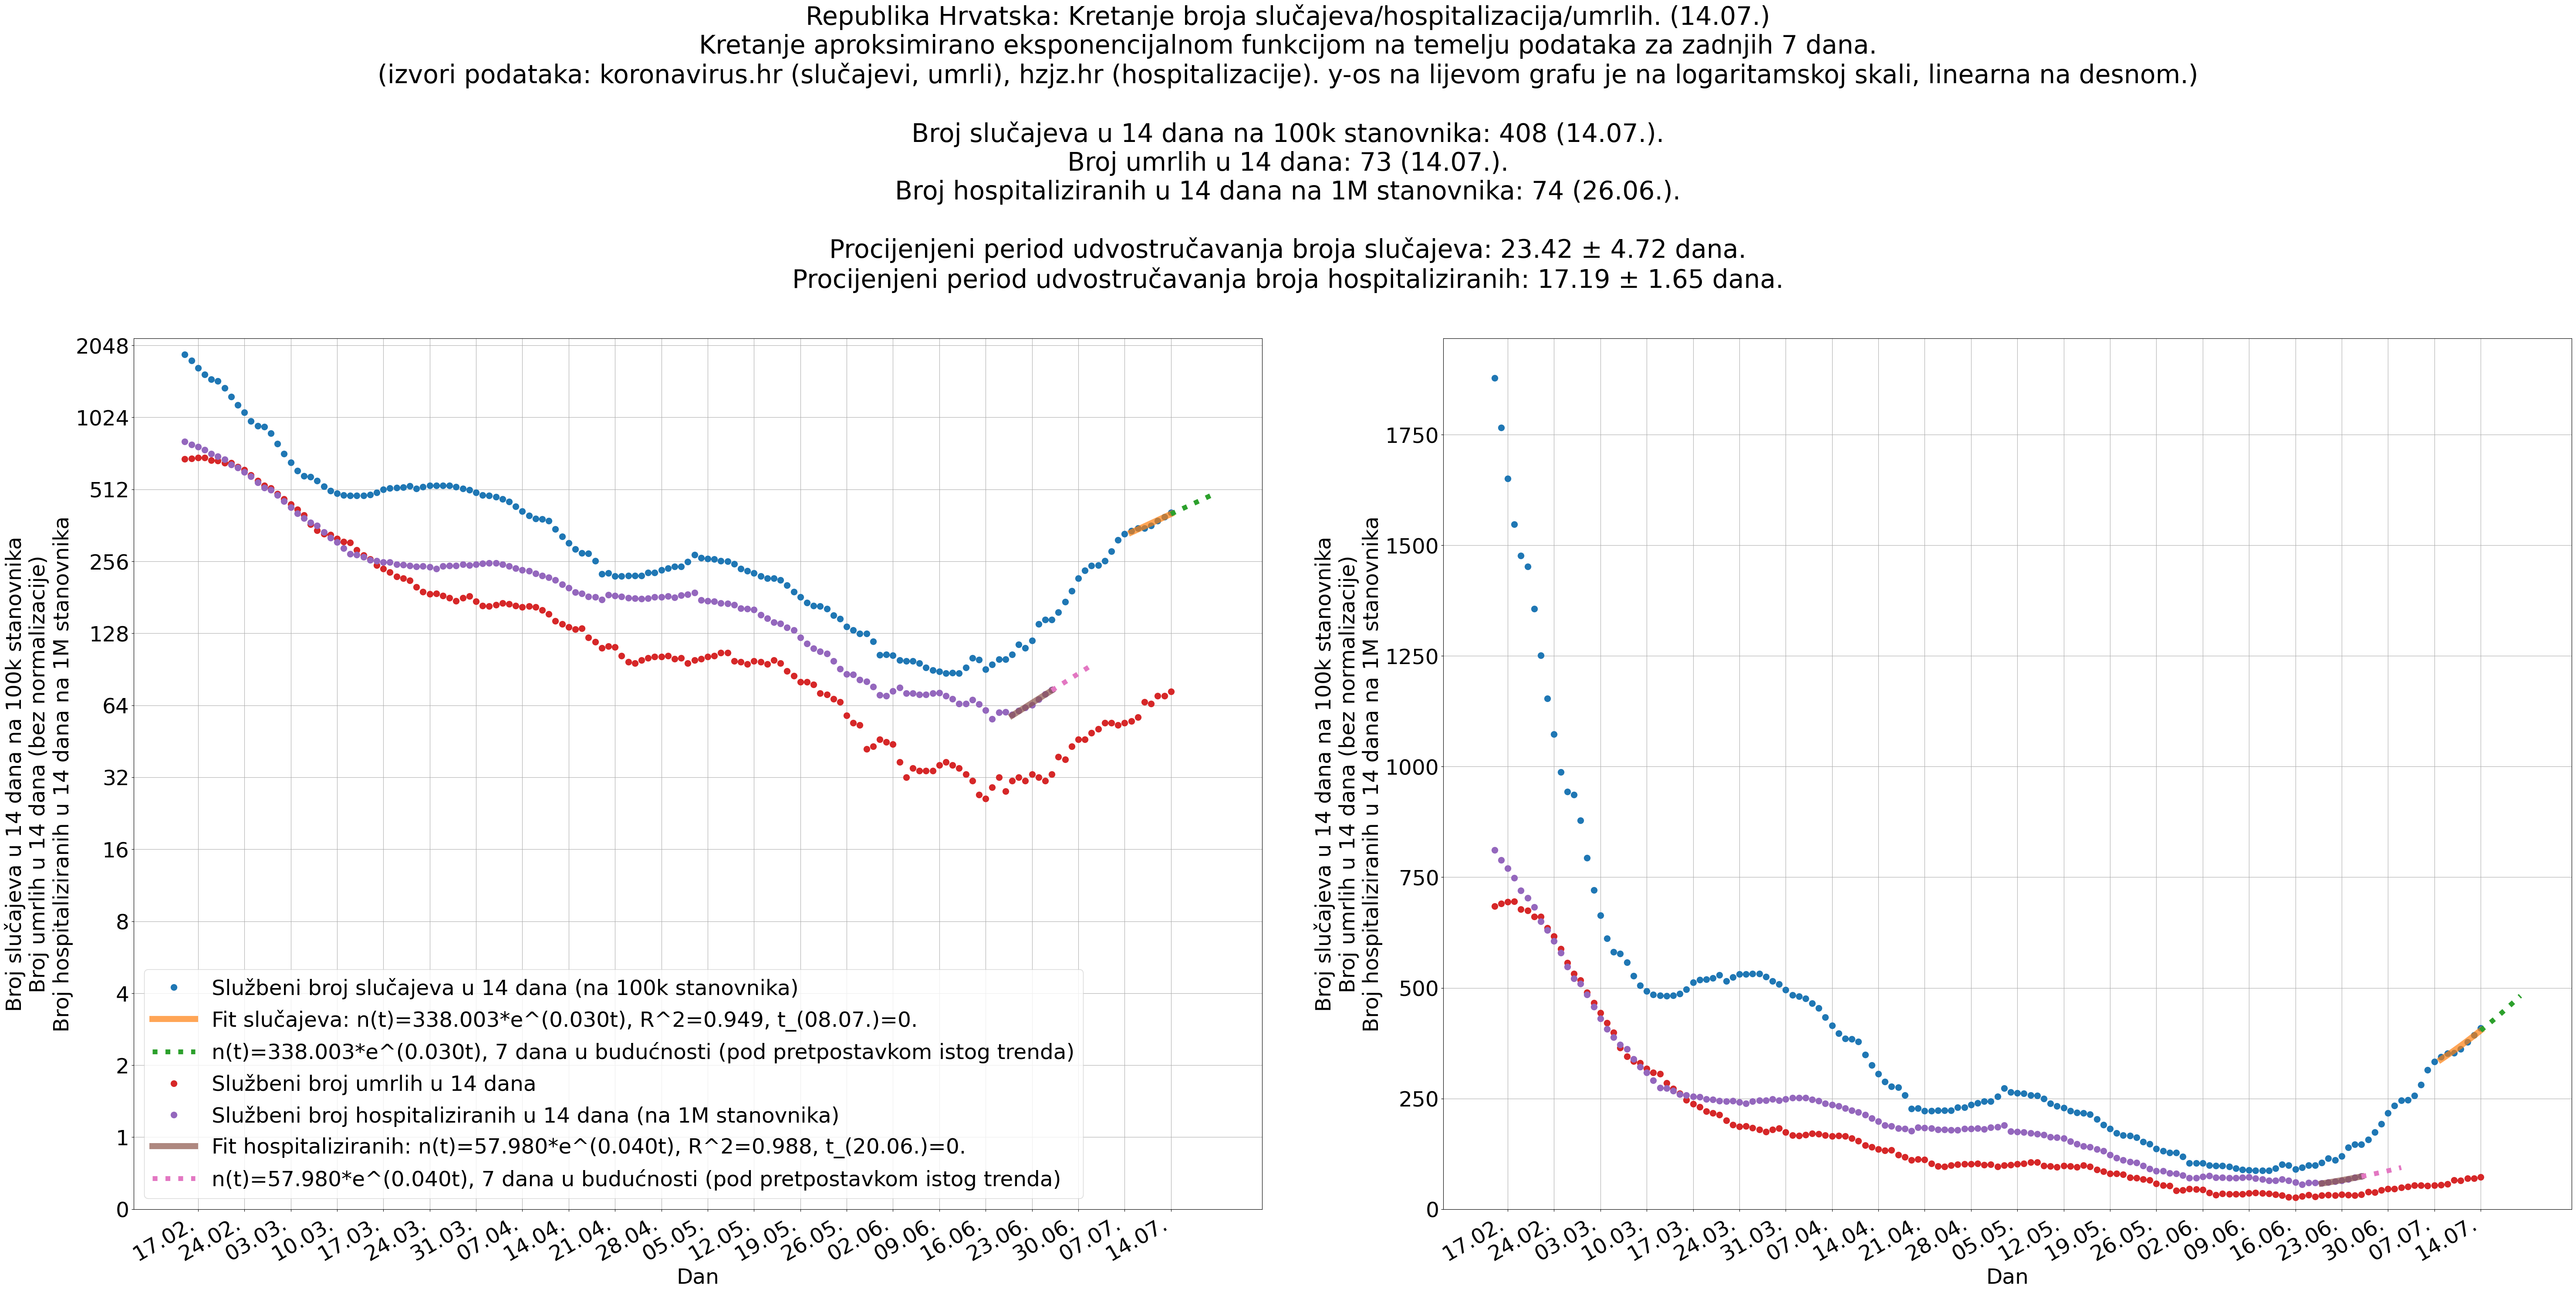 Republika Hrvatska: Kretanje broja slučajeva/hospitalizacija/umrlih. (14.07.)
Kretanje aproksimirano eksponencijalnom funkcijom na temelju podataka za zadnjih 7 dana.
(izvori podataka: koronavirus.hr (slučajevi, umrli), hzjz.hr (hospitalizacije). y-os na lijevom grafu je na logaritamskoj skali, linearna na desnom.)
Broj slučajeva u 14 dana na 100k stanovnika: 408 (14.07.).
Broj umrlih u 14 dana: 73 (14.07.).
Broj hospitaliziranih u 14 dana na 1M stanovnika: 74 (26.06.).
Procijenjeni period udvostručavanja broja slučajeva: 23.42 ± 4.72 dana.
Procijenjeni period udvostručavanja broja hospitaliziranih: 17.19 ± 1.65 dana.
Broj slučajeva u 14 dana na 100k stanovnika
Broj umrlih u 14 dana (bez normalizacije)
Broj hospitaliziranih u 14 dana na 1M stanovnika
2048
1024
512
256
128
64
32
16
8
4
2
1
0
Službeni broj slučajeva u 14 dana (na 100k stanovnika)
Fit slučajeva: n(t)=338.003*e^(0.030t), R^2=0.949, t_(08.07.)=0.
n(t)=338.003*e^(0.030t), 7 dana u budućnosti (pod pretpostavkom istog trenda)
Službeni broj umrlih u 14 dana
Službeni broj hospitaliziranih u 14 dana (na 1M stanovnika)
Fit hospitaliziranih: n(t)=57.980*e^(0.040t), R^2=0.988, t_(20.06.)=0.
n(t)=57.980*e^(0.040t), 7 dana u budućnosti (pod pretpostavkom istog trenda)
17.02. 24.02. 03.03. 10.03. 17.03. 24.03. 31.03. 07.04. 14.04. 21.04. 28.04. 05.05. 12.05. 19.05. 26.05. 02.06. 09.06. 16.06. 23.06. 30.06. 07.07. 14.07.
Dan
Broj slučajeva u 14 dana na 100k stanovnika
Broj umrlih u 14 dana (bez normalizacije)
Broj hospitaliziranih u 14 dana na 1M stanovnika
1750
1500
1250
1000
750
500
250
0
17.02. 24.02. 03.03. 10.03. 17.03. 24.03. 31.03. 07.04. 14.04. 21.04. 28.04. 05.05. 12.05. 19.05. 26.05. 02.06. 09.06. 16.06. 23.06. 30.06. 07.07. 14.07.
Dan